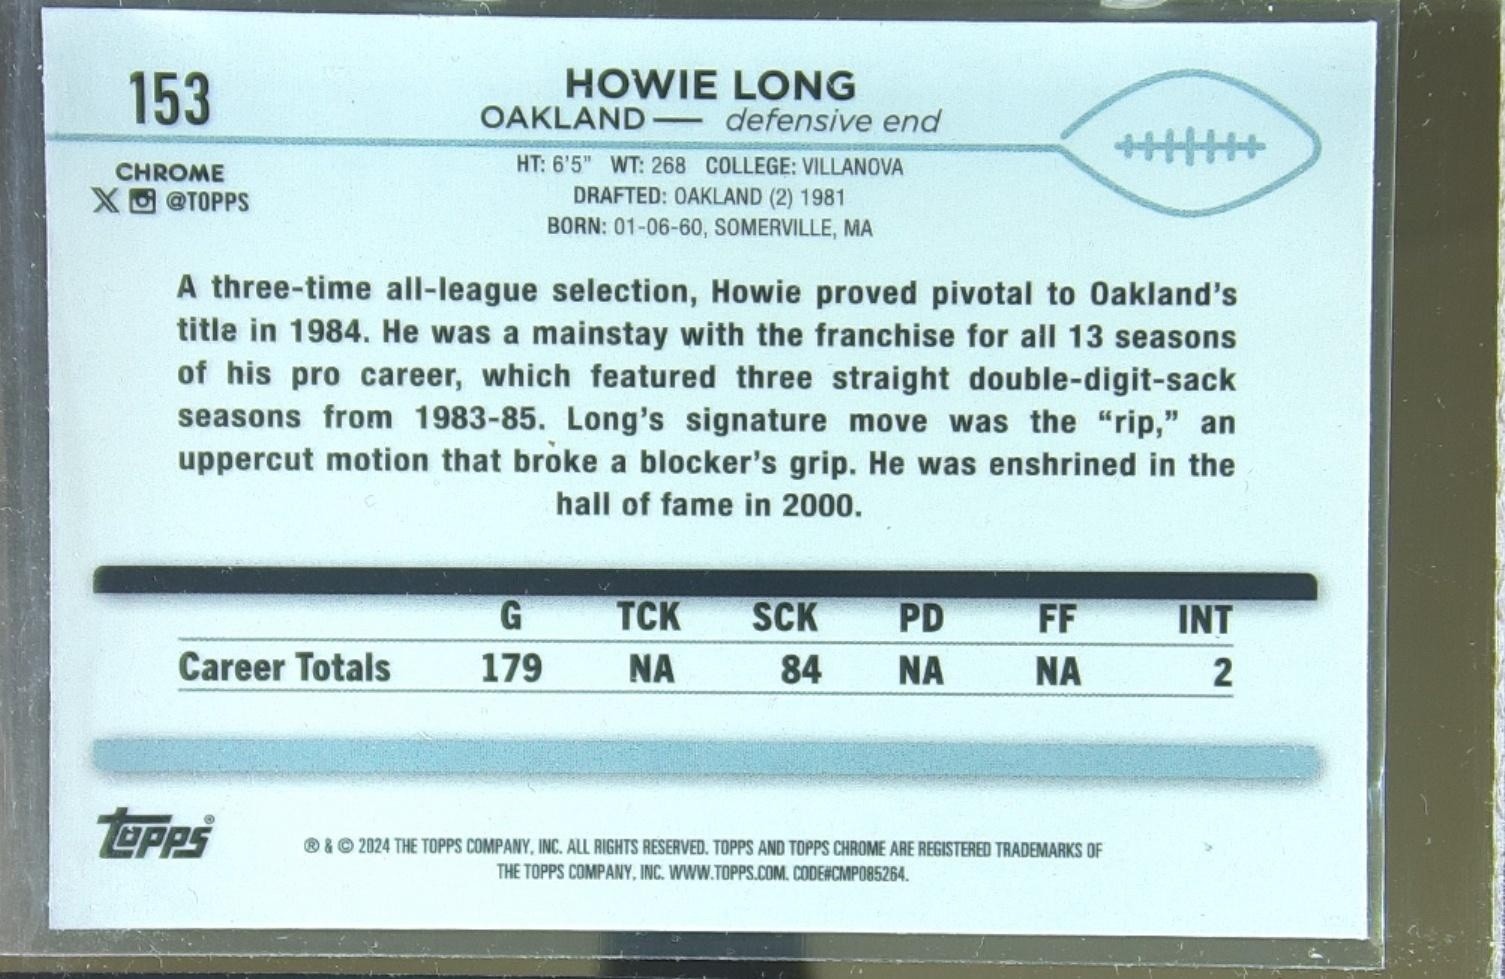 153
HOWIE LONG
OAKLAND — defensive end
CHROME
@TOPPS
HT: 6'5" WT: 268 COLLEGE: VILLANOVA
DRAFTED: OAKLAND (2) 1981
BORN: 01-06-60, SOMERVILLE, MA
A three-time all-league selection, Howie proved pivotal to Oakland's
title in 1984. He was a mainstay with the franchise for all 13 seasons
of his pro career, which featured three straight double-digit-sack
seasons from 1983-85. Long's signature move was the “rip,” an
uppercut motion that broke a blocker's grip. He was enshrined in the
hall of fame in 2000.
G TCK SCK PD FF INT
Career Totals 179 NA 84 NA NA 2
Topps®
® & © 2024 THE TOPPS COMPANY, INC. ALL RIGHTS RESERVED. TOPPS AND TOPPS CHROME ARE REGISTERED TRADEMARKS OF
THE TOPPS COMPANY, INC. WWW.TOPPS.COM. CODE#CMP085264.